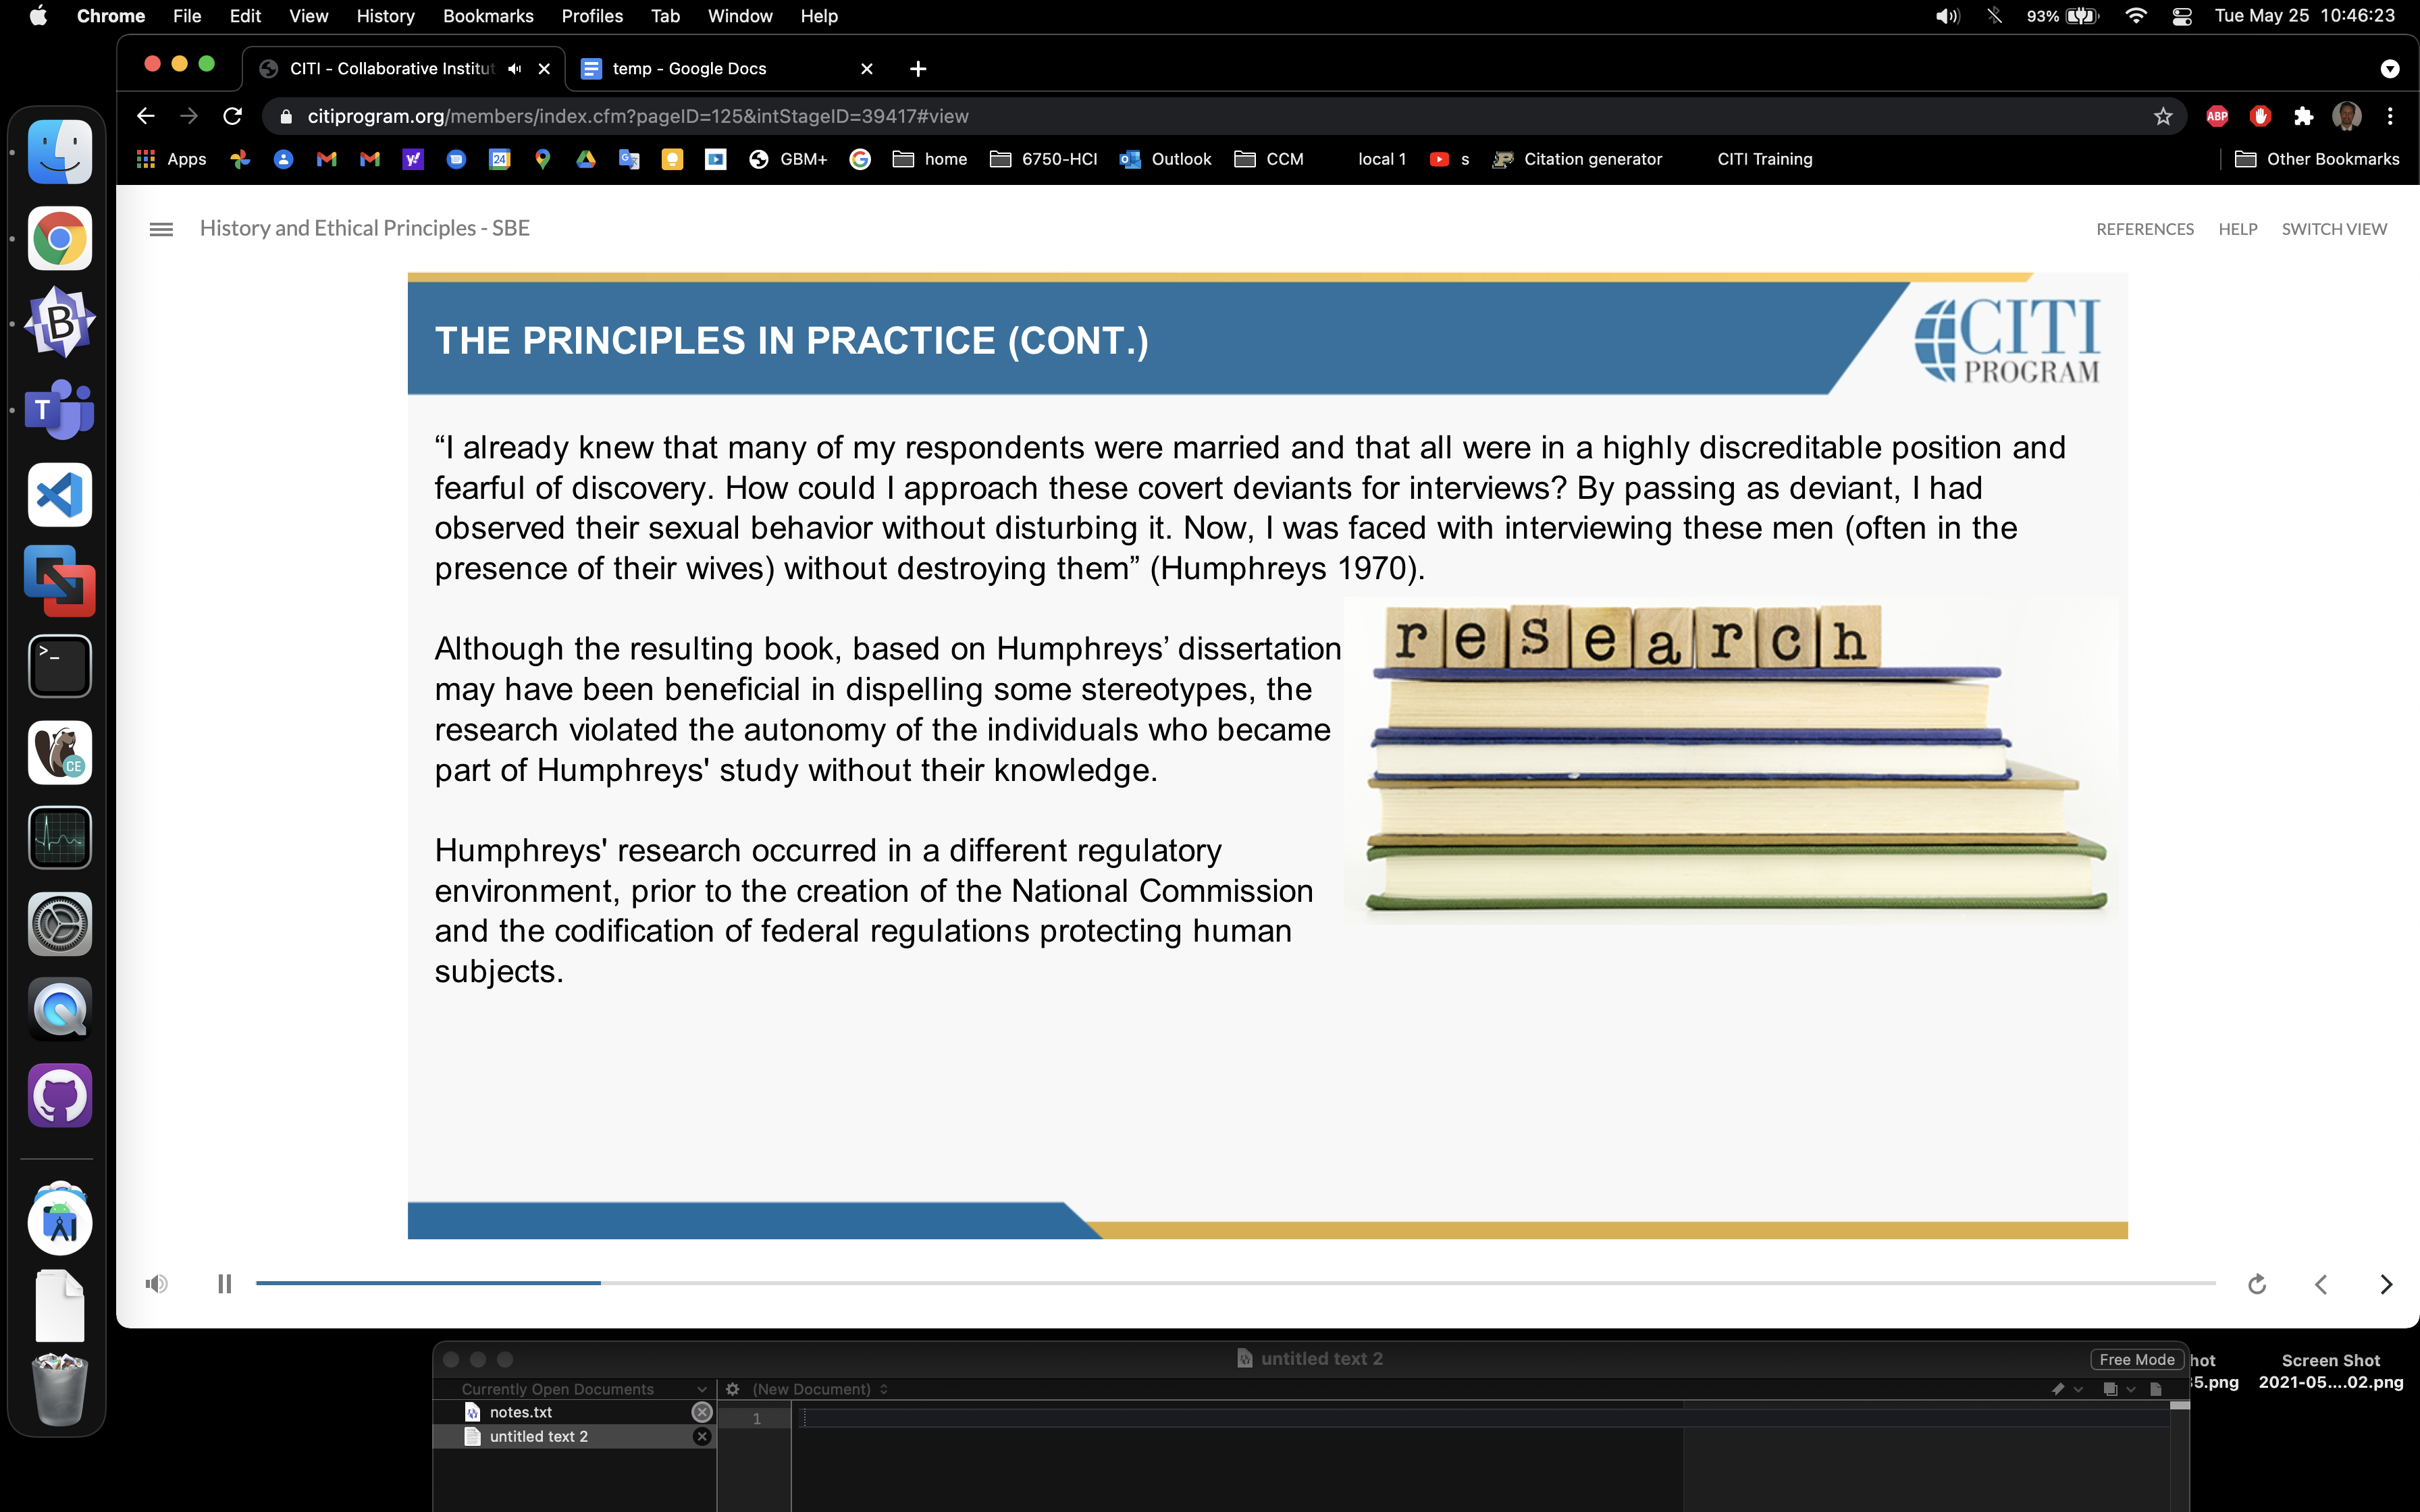 Chrome File Edit View History Bookmarks Profiles Tab Window Help 93% Tue May 25 10:46:23
CITI - Collaborative Institut temp - Google Docs
citiprogram.org/members/index.cfm?pageID=125&intStageID=39417#view ABP
Apps 24 GBM+ home 6750-HCI Outlook CCM local 1 s Citation generator CITI Training Other Bookmarks
History and Ethical Principles - SBE REFERENCES HELP SWITCH VIEW
THE PRINCIPLES IN PRACTICE (CONT.)
CITI
PROGRAM
“I already knew that many of my respondents were married and that all were in a highly discreditable position and
fearful of discovery. How could I approach these covert deviants for interviews? By passing as deviant, I had
observed their sexual behavior without disturbing it. Now, I was faced with interviewing these men (often in the
presence of their wives) without destroying them” (Humphreys 1970).
research
Although the resulting book, based on Humphreys’ dissertation
may have been beneficial in dispelling some stereotypes, the
research violated the autonomy of the individuals who became
part of Humphreys' study without their knowledge.
Humphreys' research occurred in a different regulatory
environment, prior to the creation of the National Commission
and the codification of federal regulations protecting human
subjects.
untitled text 2 Free Mode
Currently Open Documents (New Document)
notes.txt
1
untitled text 2
hot
5.png
Screen Shot
2021-05....02.png
B
T
>_
CE